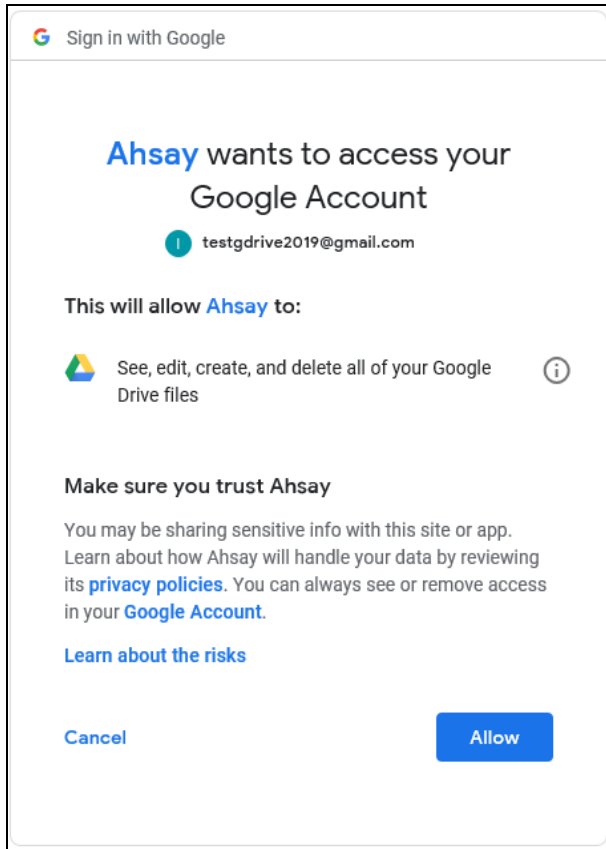 Sign in with Google
Ahsay wants to access your
Google Account
I testgdrive2019@gmail.com
This will allow Ahsay to:
See, edit, create, and delete all of your Google
Drive files
Make sure you trust Ahsay
You may be sharing sensitive info with this site or app.
Learn about how Ahsay will handle your data by reviewing
its privacy policies. You can always see or remove access
in your Google Account.
Learn about the risks
Cancel
Allow